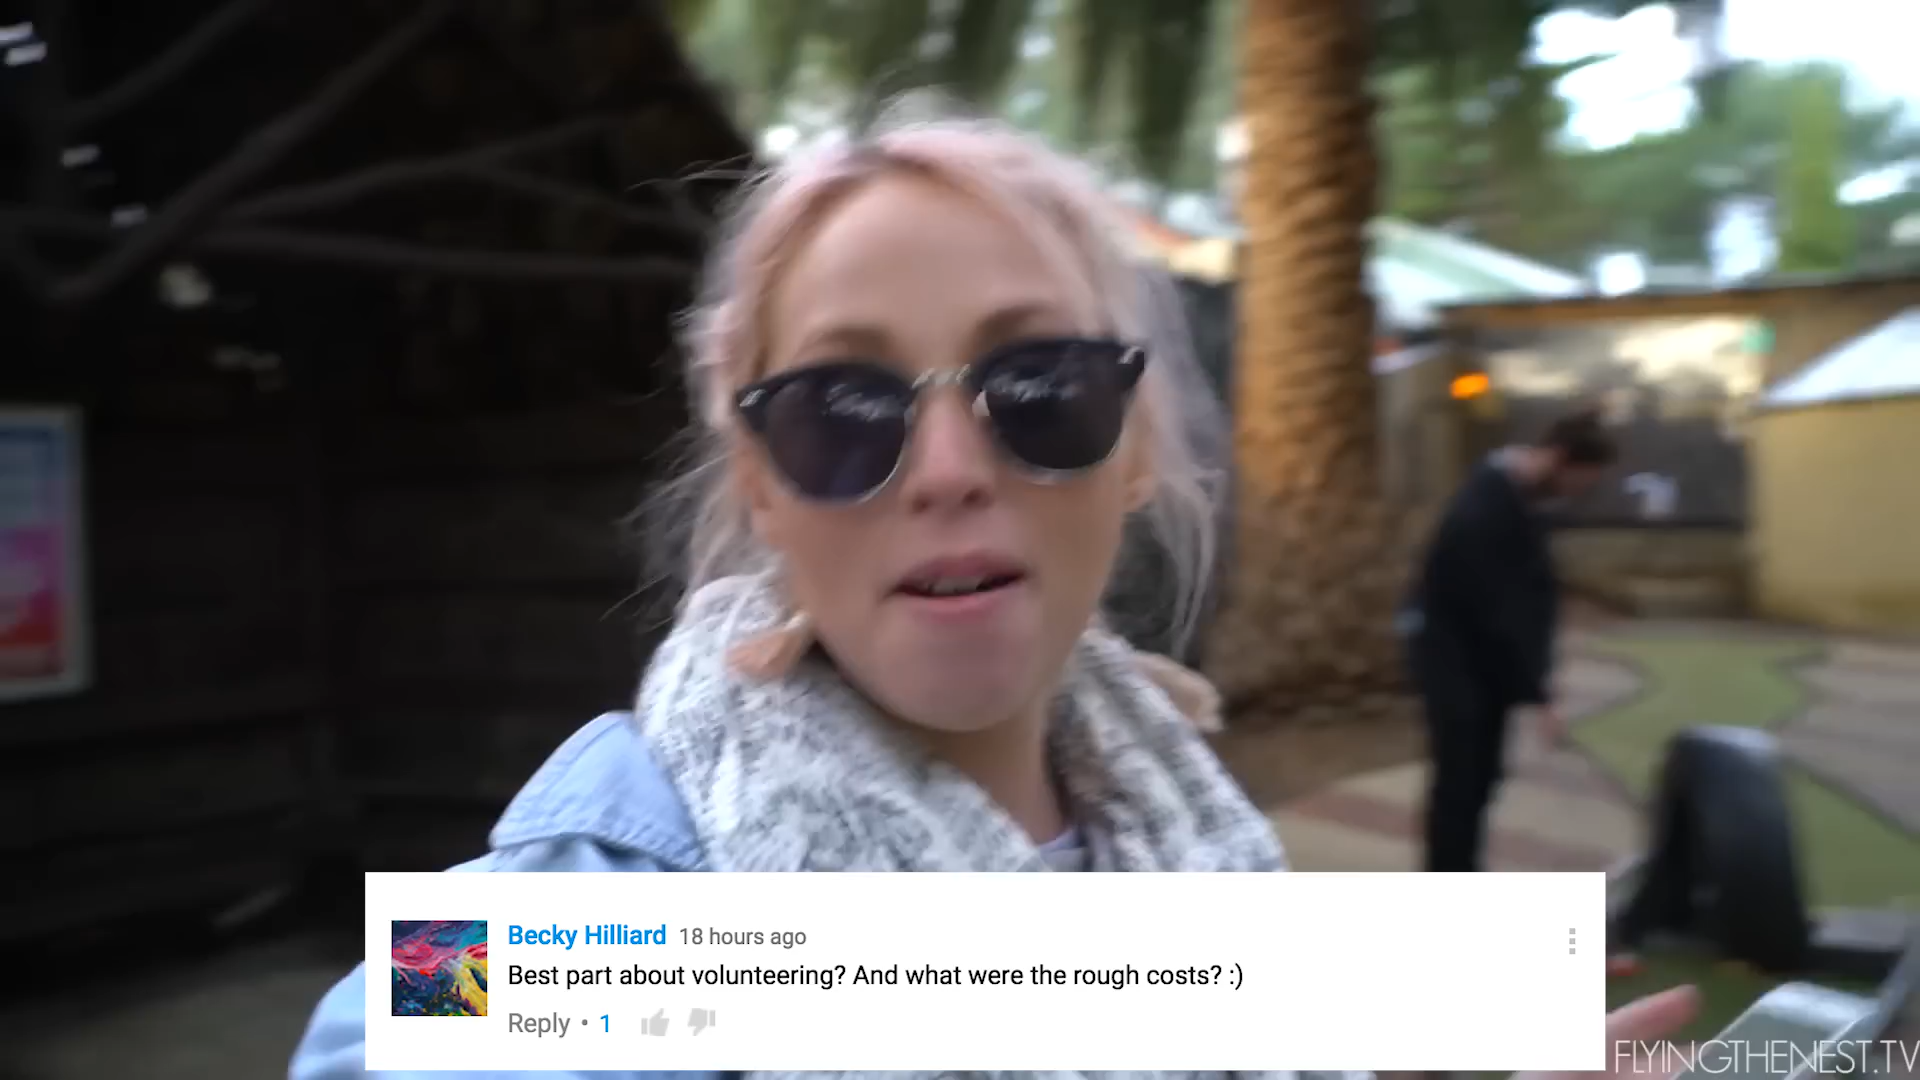 Becky Hilliard 18 hours ago
Best part about volunteering? And what were the rough costs? :)
Reply • 1
FLYINGTHENEST.TV